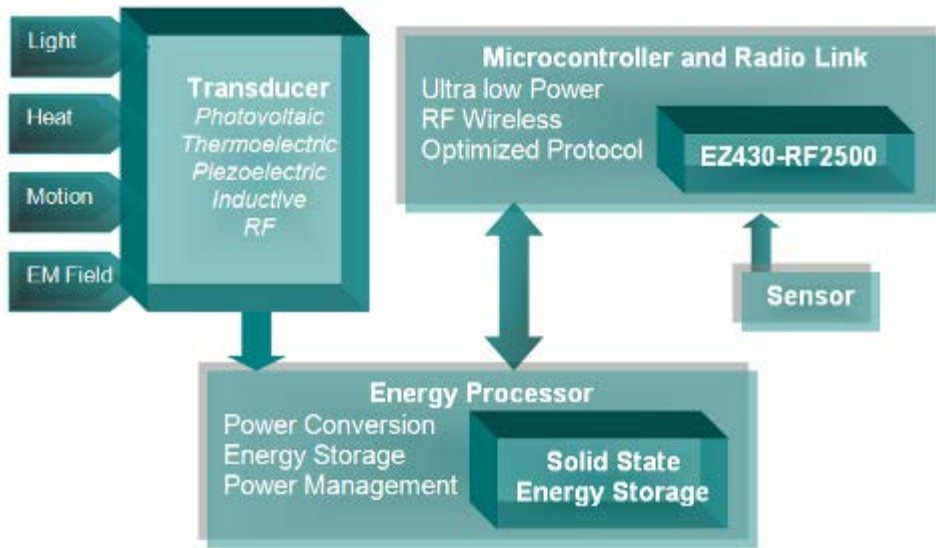 Light
Heat
Motion
EM Field
Transducer
Photovoltaic
Thermoelectric
Piezoelectric
Inductive
RF
Microcontroller and Radio Link
Ultra low Power
RF Wireless
Optimized Protocol
EZ430-RF2500
Sensor
Energy Processor
Power Conversion
Energy Storage
Power Management
Solid State
Energy Storage